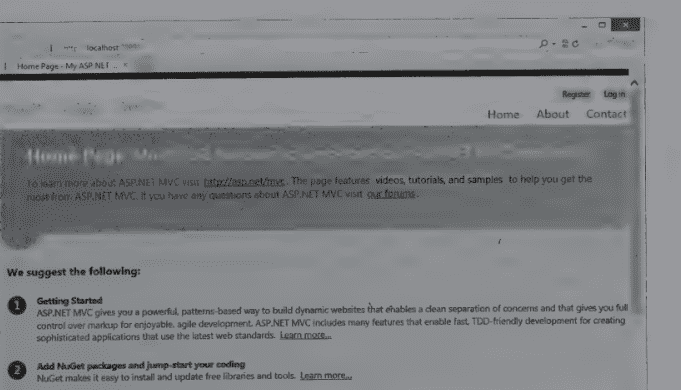 localhost
Home Page - My ASP.NET ... ×
Register Log in
Home About Contact
Home Page
To learn more about ASP.NET MVC visit http://asp.net/mvc. The page features videos, tutorials, and samples to help you get the
most from ASP.NET MVC. If you have any questions about ASP.NET MVC visit our forums.
We suggest the following:
1 Getting Started
ASP.NET MVC gives you a powerful, patterns-based way to build dynamic websites that enables a clean separation of concerns and that gives you full
control over markup for enjoyable, agile development. ASP.NET MVC includes many features that enable fast, TDD-friendly development for creating
sophisticated applications that use the latest web standards. Learn more...
2 Add NuGet packages and jump-start your coding
NuGet makes it easy to install and update free libraries and tools. Learn more...